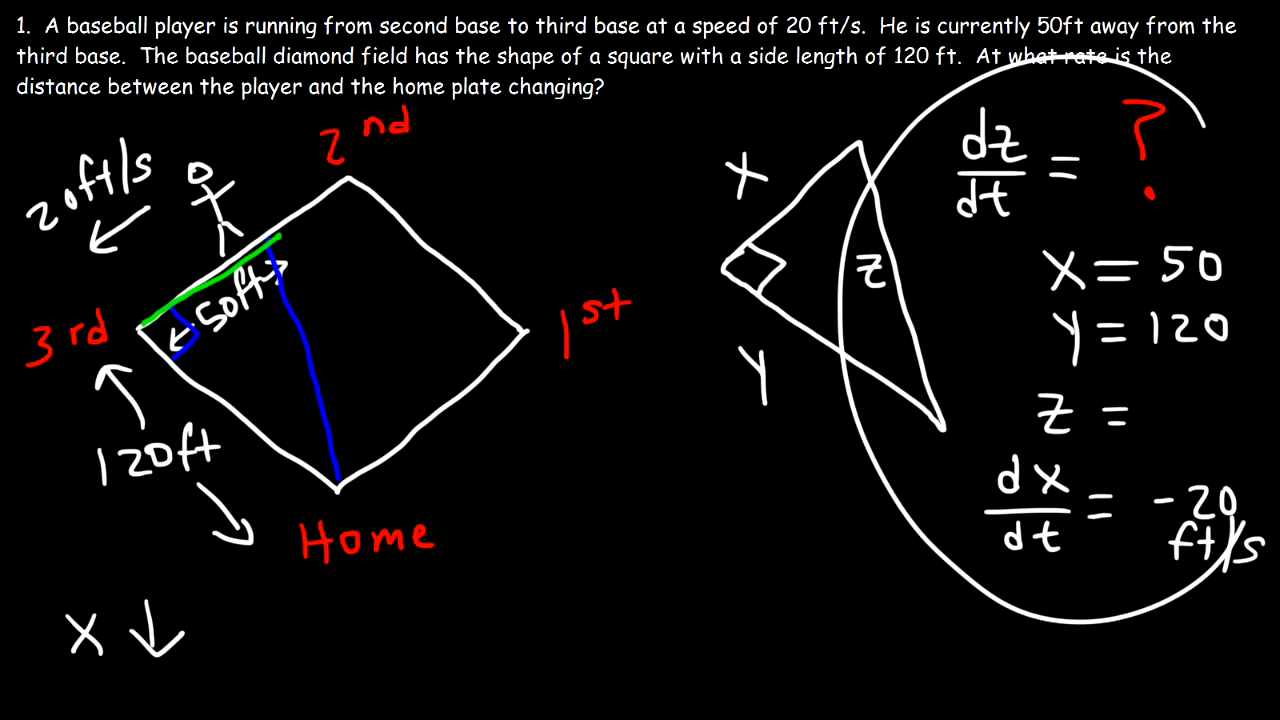 1. A baseball player is running from second base to third base at a speed of 20 ft/s. He is currently 50ft away from the
third base. The baseball diamond field has the shape of a square with a side length of 120 ft. At what rate is the
distance between the player and the home plate changing?
2nd
20ft/s
50ft
3rd
1st
120ft
Home
X ↓
X
Y
Z
dz/dt = ?
X = 50
Y = 120
Z =
dx/dt = -20
ft/s